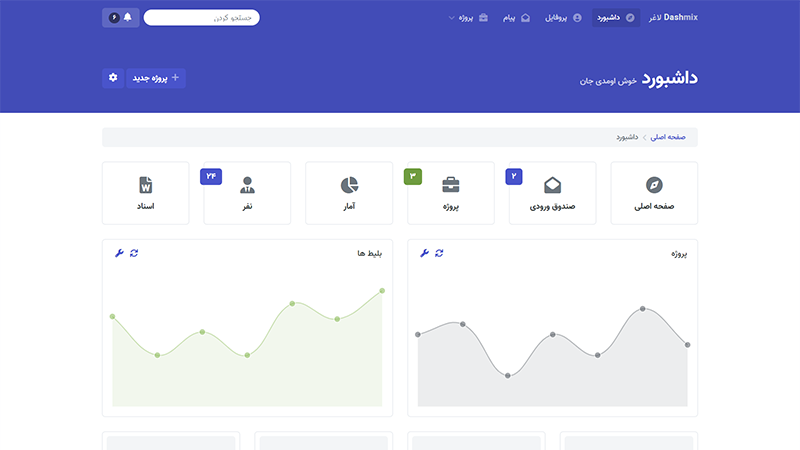 Dashmix لاغر
داشبورد
پروفایل
پیام
پروژه
جستجو کردن
۶
داشبورد خوش اومدی جان
پروژه جدید
صفحه اصلی
داشبورد
صفحه اصلی
۲
صندوق ورودی
۳
پروژه
آمار
۲۴
نفر
اسناد
پروژه
بلیط ها